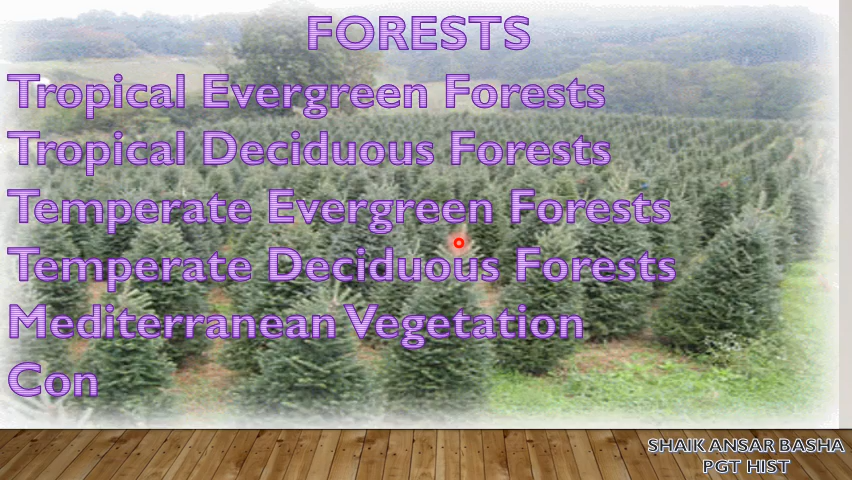 FORESTS
Tropical Evergreen Forests
Tropical Deciduous Forests
Temperate Evergreen Forests
Temperate Deciduous Forests
Mediterranean Vegetation
Con
SHAIK ANSAR BASHA
PGT HIST